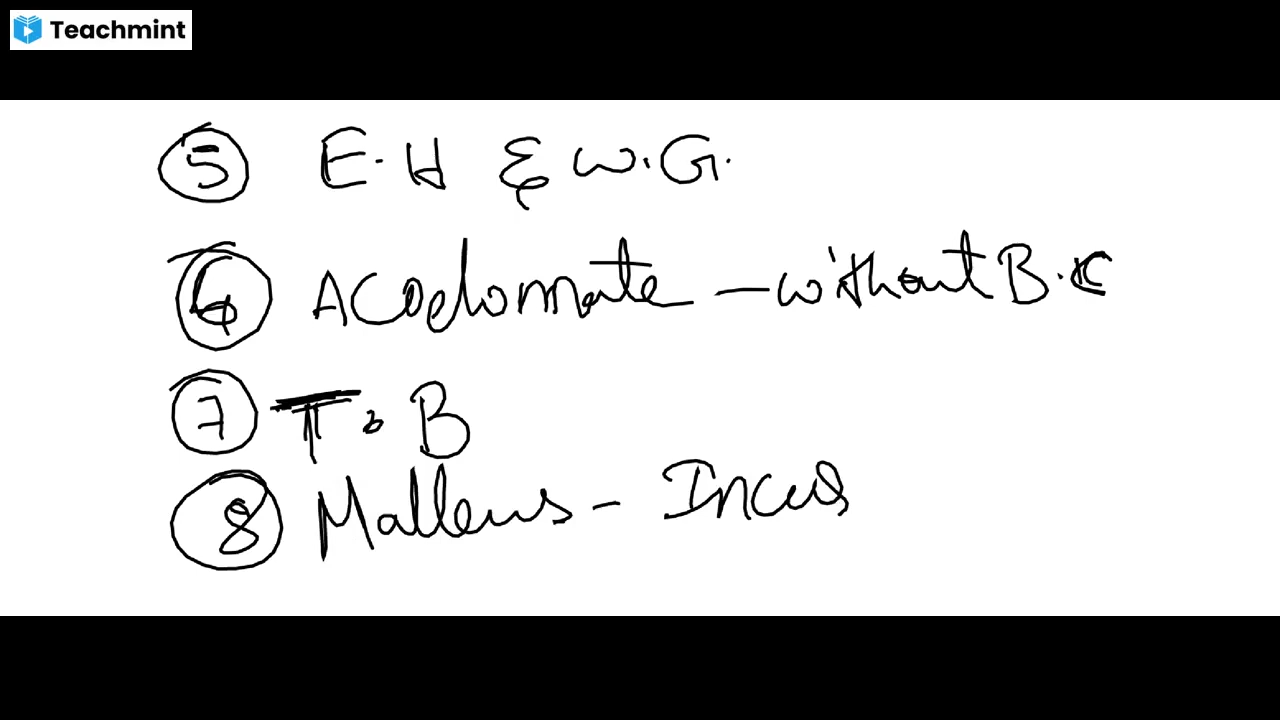 Teachmint
5 E.H & W.G.
6 Acoelomate - without B.C
7 T.B
8 Malleus - Incus